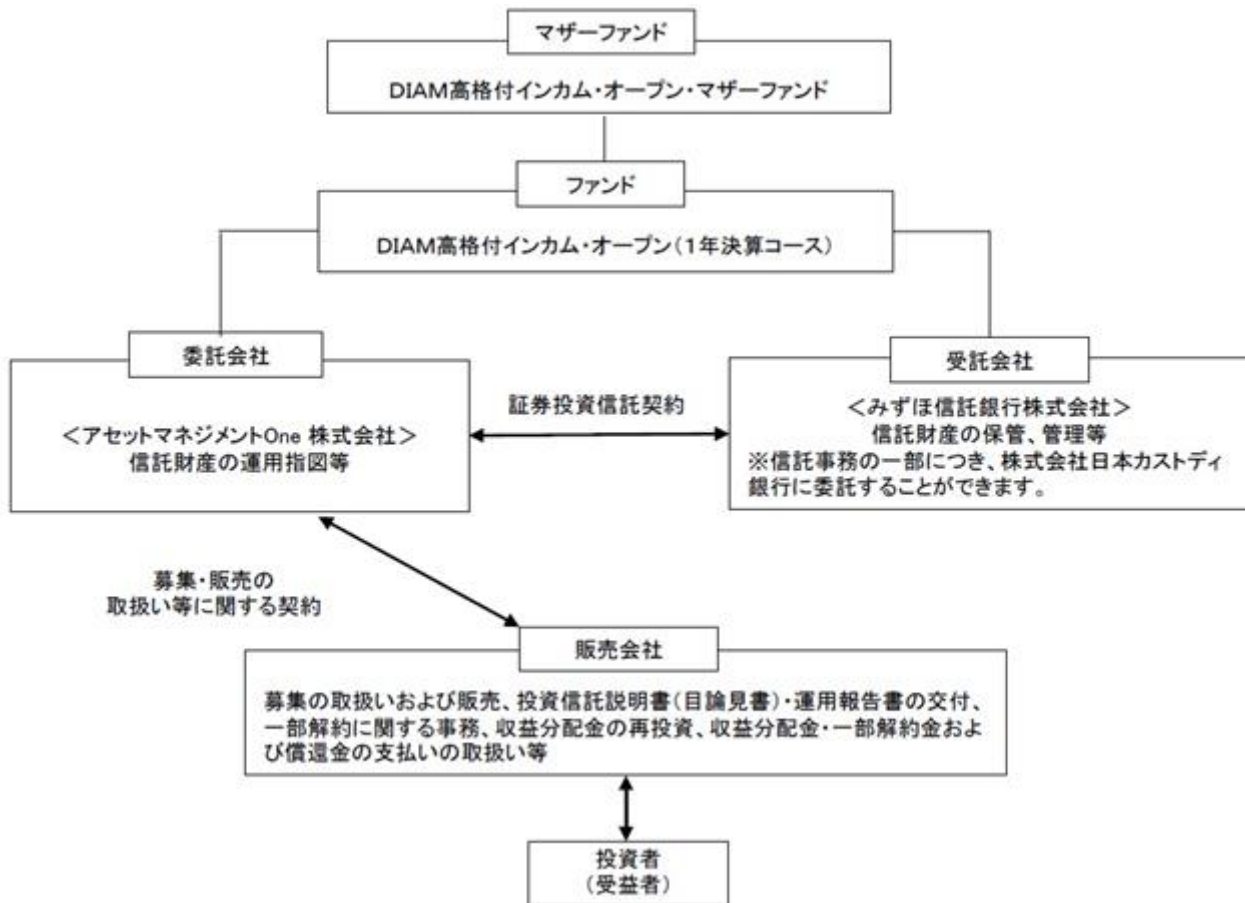 マザーファンド
DIAM高格付インカム・オープン・マザーファンド
ファンド
DIAM高格付インカム・オープン(1年決算コース)
委託会社
＜アセットマネジメントOne 株式会社＞
信託財産の運用指図等
証券投資信託契約
受託会社
＜みずほ信託銀行株式会社＞
信託財産の保管、管理等
※信託事務の一部につき、株式会社日本カストディ
銀行に委託することができます。
募集・販売の
取扱い等に関する契約
販売会社
募集の取扱いおよび販売、投資信託説明書(目論見書)・運用報告書の交付、
一部解約に関する事務、収益分配金の再投資、収益分配金・一部解約金およ
び償還金の支払いの取扱い等
投資者
(受益者)